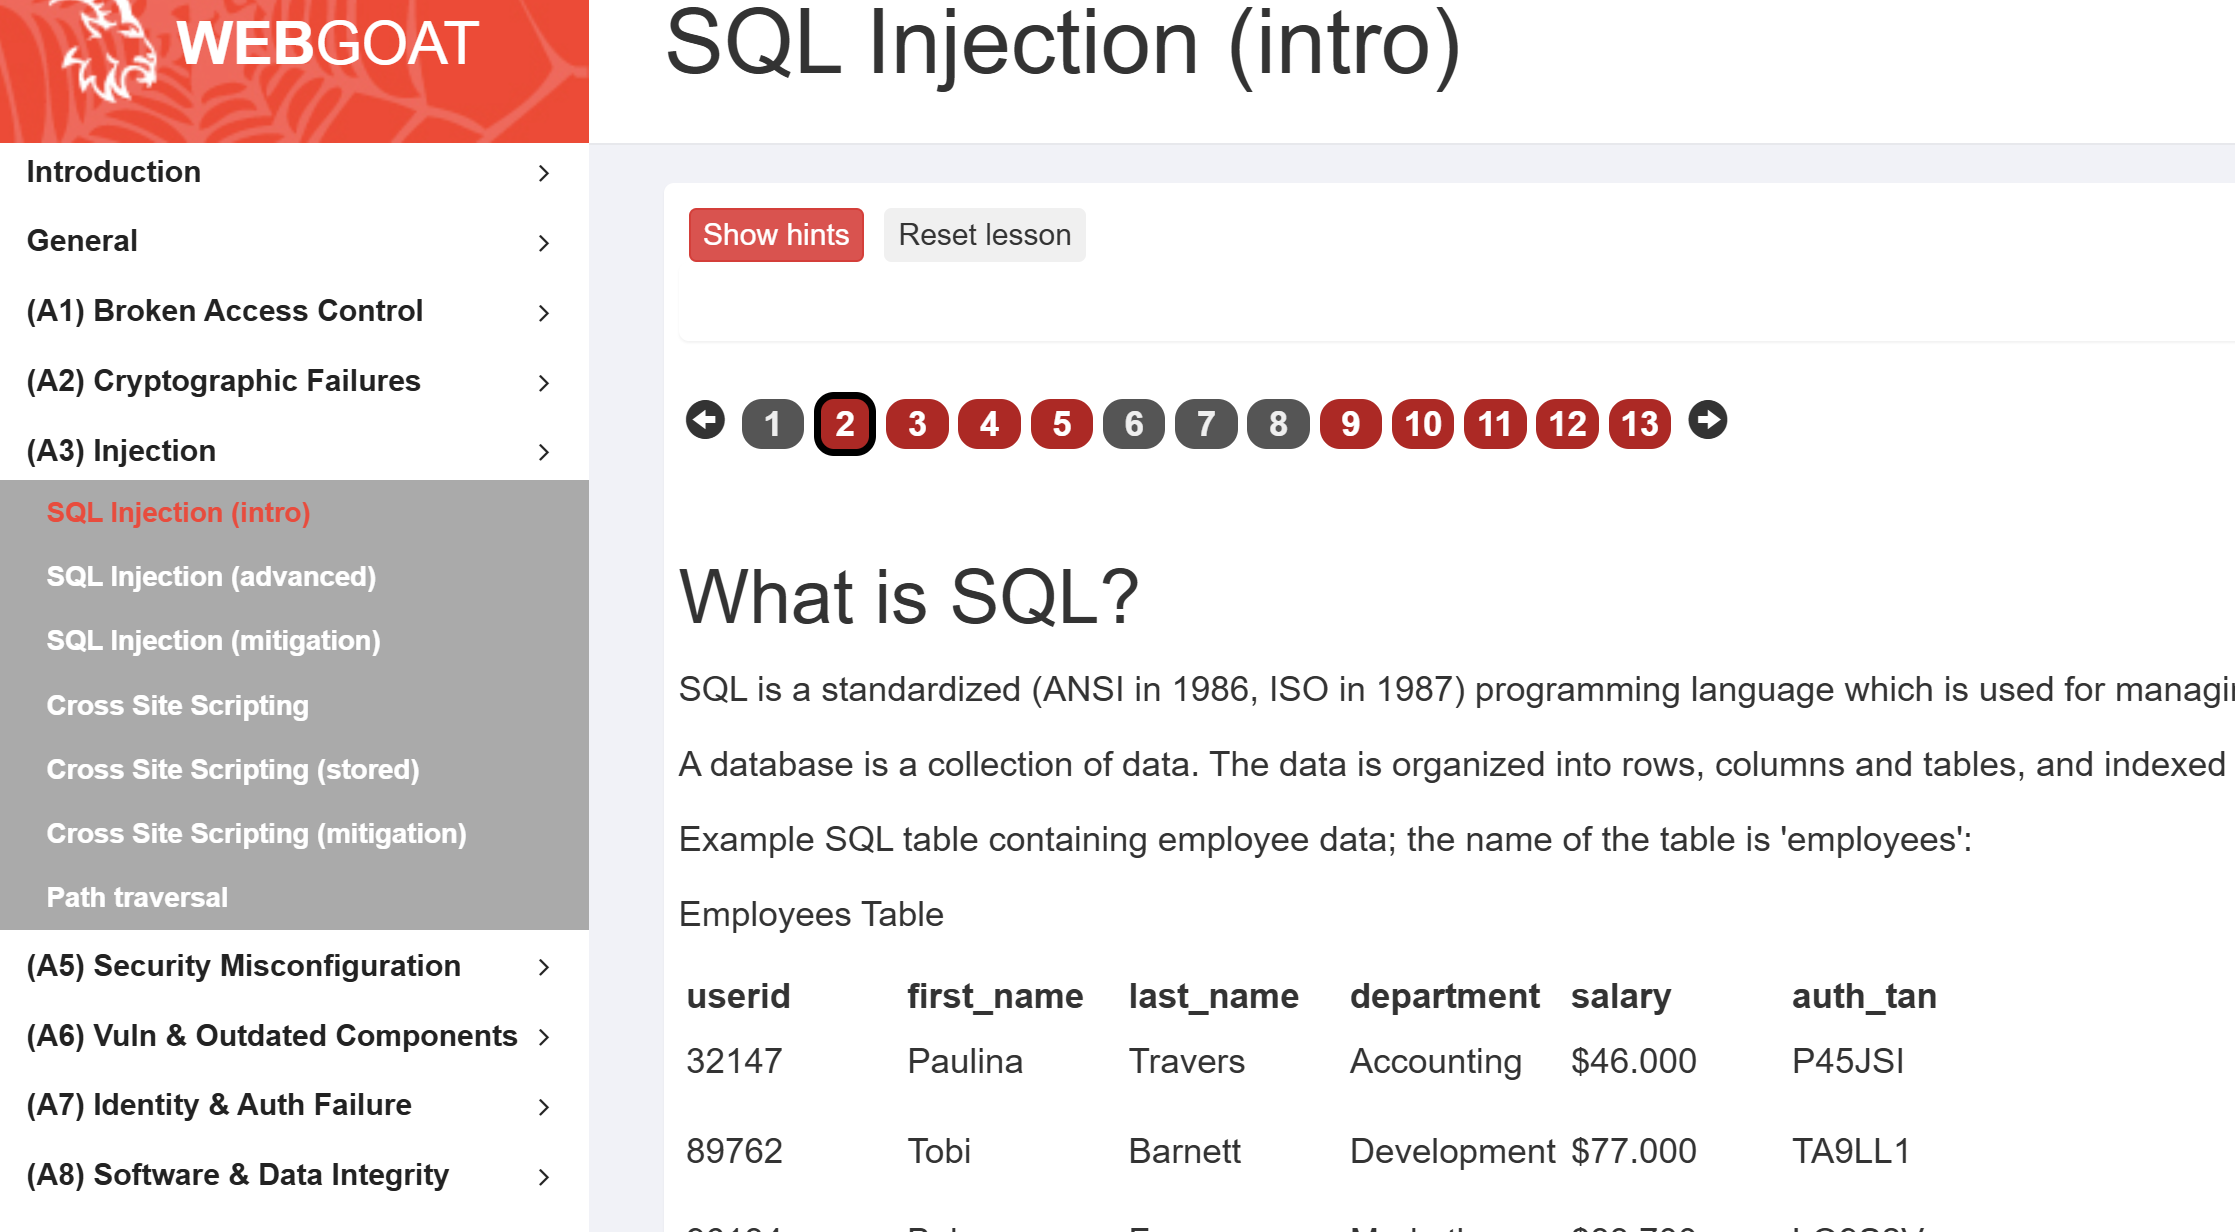 WEBGOAT
SQL Injection (intro)
Introduction
General
(A1) Broken Access Control
(A2) Cryptographic Failures
(A3) Injection
SQL Injection (intro)
SQL Injection (advanced)
SQL Injection (mitigation)
Cross Site Scripting
Cross Site Scripting (stored)
Cross Site Scripting (mitigation)
Path traversal
(A5) Security Misconfiguration
(A6) Vuln & Outdated Components
(A7) Identity & Auth Failure
(A8) Software & Data Integrity
Show hints Reset lesson
1 2 3 4 5 6 7 8 9 10 11 12 13
What is SQL?
SQL is a standardized (ANSI in 1986, ISO in 1987) programming language which is used for
A database is a collection of data. The data is organized into rows, columns and tables, and indexed
Example SQL table containing employee data; the name of the table is 'employees':
Employees Table
userid first_name last_name department salary auth_tan
32147 Paulina Travers Accounting $46.000 P45JSI
89762 Tobi Barnett Development $77.000 TA9LL1